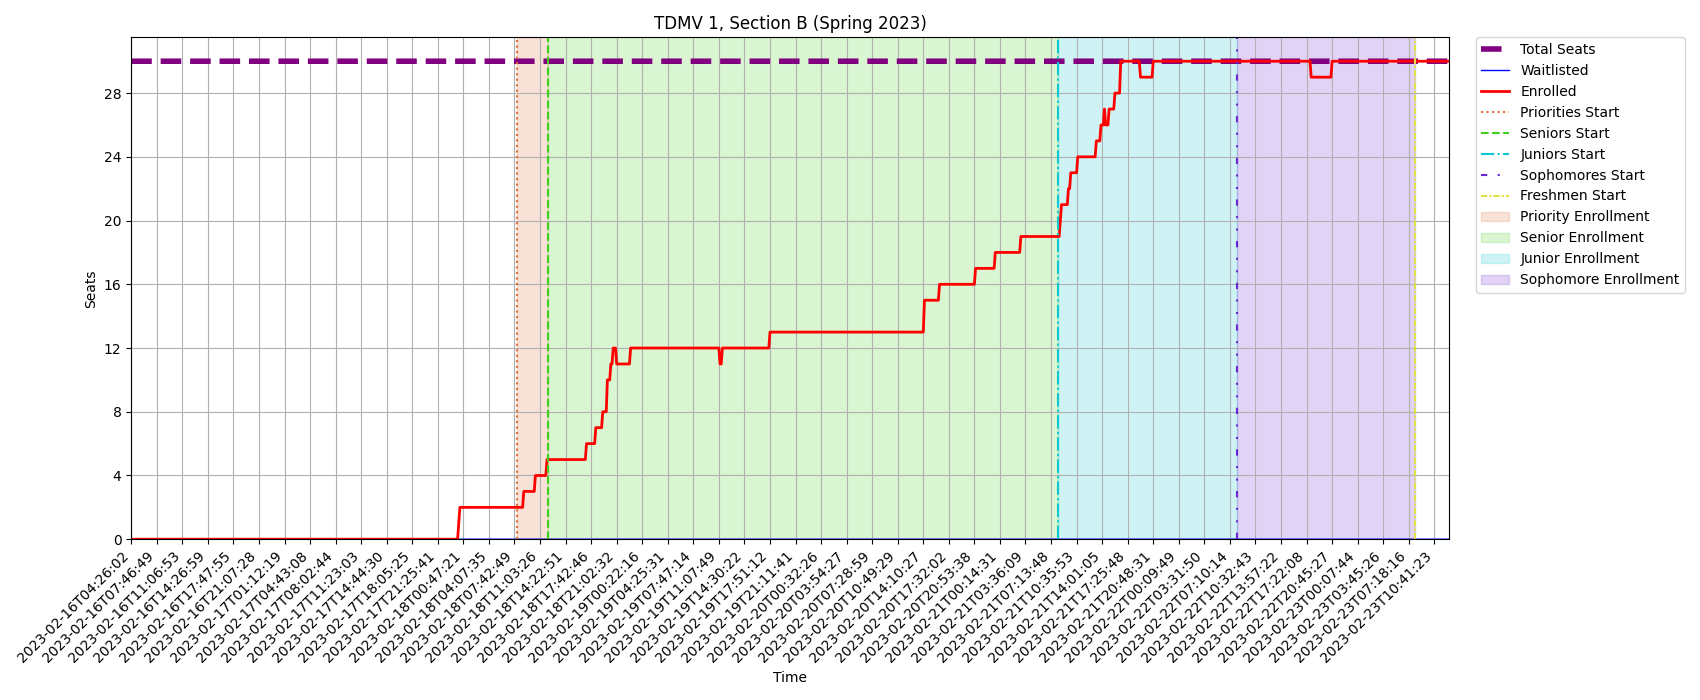 TDMV 1, Section B (Spring 2023)
Total Seats
Waitlisted
Enrolled
Priorities Start
Seniors Start
Juniors Start
Sophomores Start
Freshmen Start
Priority Enrollment
Senior Enrollment
Junior Enrollment
Sophomore Enrollment
Seats
28
24
20
16
12
8
4
0
2023-02-16T04:26:02
2023-02-16T07:46:49
2023-02-16T11:06:53
2023-02-16T14:26:59
2023-02-16T17:47:55
2023-02-16T21:07:28
2023-02-17T01:12:19
2023-02-17T04:43:08
2023-02-17T08:02:44
2023-02-17T11:23:03
2023-02-17T14:44:30
2023-02-17T18:05:25
2023-02-17T21:25:41
2023-02-18T00:47:21
2023-02-18T04:07:35
2023-02-18T07:42:49
2023-02-18T11:03:26
2023-02-18T14:22:51
2023-02-18T17:42:46
2023-02-18T21:02:32
2023-02-19T00:22:16
2023-02-19T04:25:31
2023-02-19T07:47:14
2023-02-19T11:07:49
2023-02-19T14:30:22
2023-02-19T17:51:12
2023-02-19T21:11:41
2023-02-20T00:32:26
2023-02-20T03:54:27
2023-02-20T07:28:59
2023-02-20T10:49:29
2023-02-20T14:10:27
2023-02-20T17:32:02
2023-02-20T20:53:38
2023-02-21T00:14:31
2023-02-21T03:36:09
2023-02-21T07:13:48
2023-02-21T10:35:53
2023-02-21T14:01:05
2023-02-21T17:25:48
2023-02-21T20:48:31
2023-02-22T00:09:49
2023-02-22T03:31:50
2023-02-22T07:10:14
2023-02-22T10:32:43
2023-02-22T13:57:22
2023-02-22T17:22:08
2023-02-22T20:45:27
2023-02-23T00:07:44
2023-02-23T03:45:26
2023-02-23T07:18:16
2023-02-23T10:41:23
Time